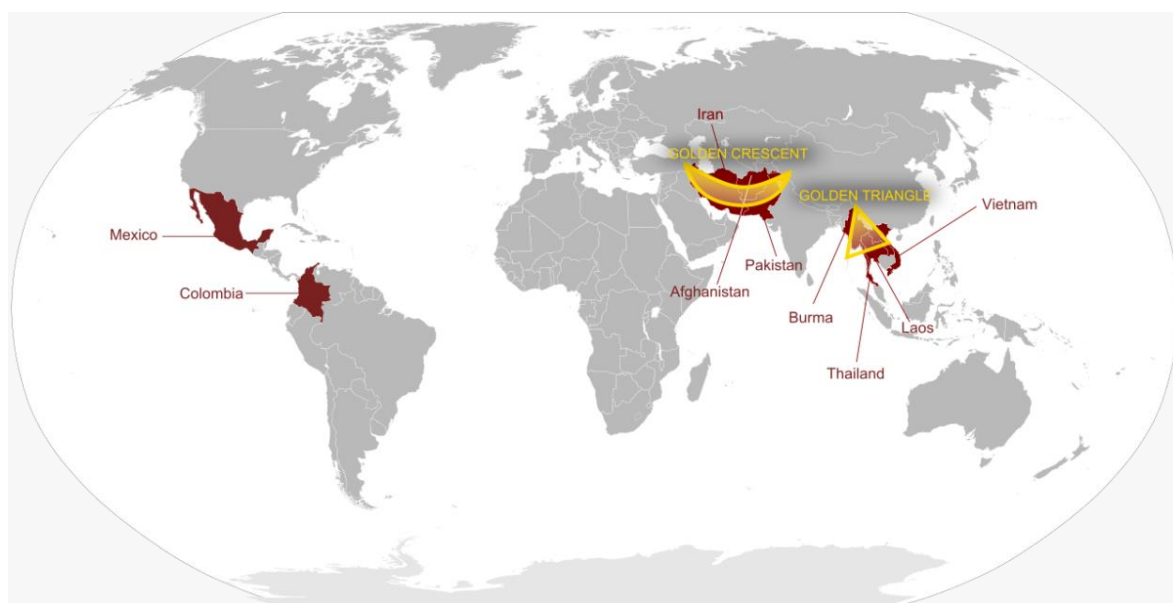 Iran
GOLDEN CRESCENT
GOLDEN TRIANGLE
Vietnam
Mexico
Pakistan
Colombia
Afghanistan
Burma
Laos
Thailand